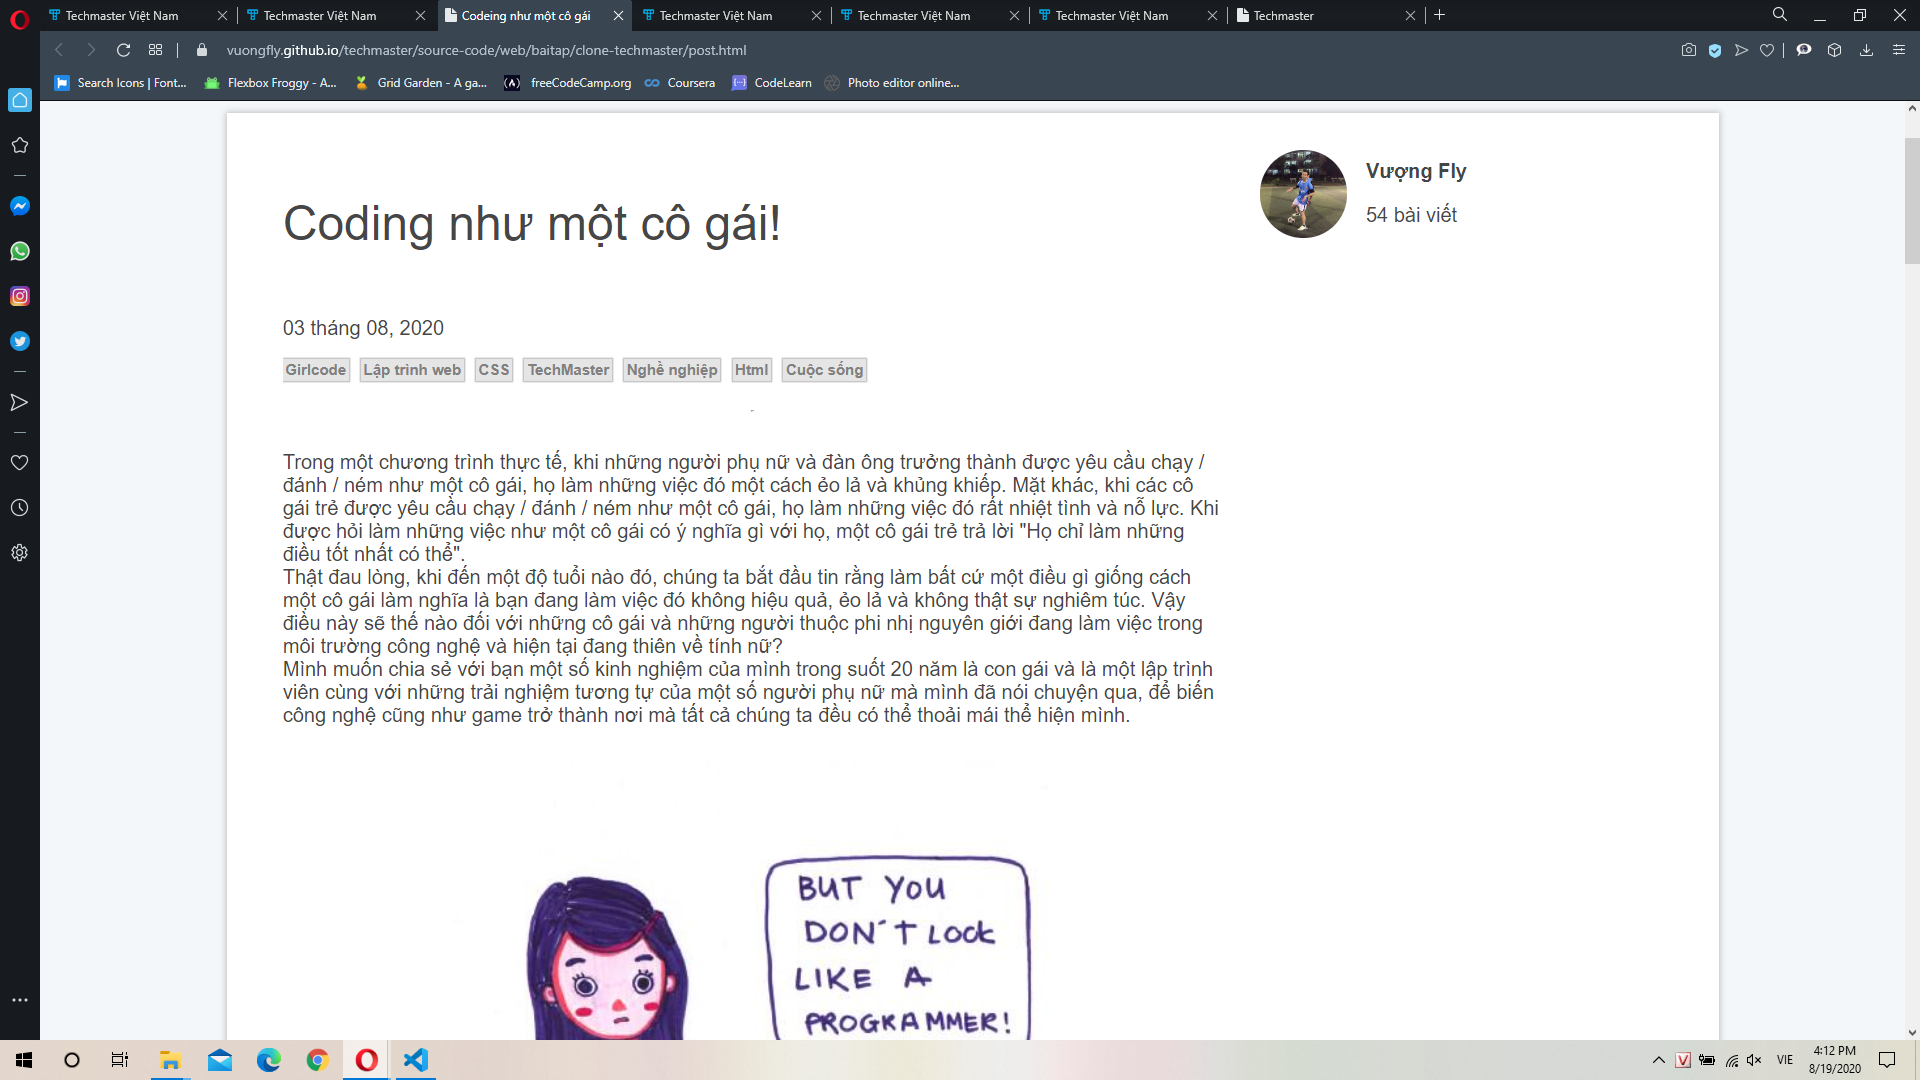 Techmaster Việt Nam
Techmaster Việt Nam
Codeing như một cô gái
Techmaster Việt Nam
Techmaster Việt Nam
Techmaster Việt Nam
Techmaster
vuongfly.github.io/techmaster/source-code/web/baitap/clone-techmaster/post.html
Search Icons | Font...
Flexbox Froggy - A...
Grid Garden - A ga...
freeCodeCamp.org
Coursera
CodeLearn
Photo editor online...
Vượng Fly
54 bài viết
Coding như một cô gái!
03 tháng 08, 2020
Girlcode Lập trình web CSS TechMaster Nghề nghiệp Html Cuộc sống
Trong một chương trình thực tế, khi những người phụ nữ và đàn ông trưởng thành được yêu cầu chạy /
đánh / ném như một cô gái, họ làm những việc đó một cách ẻo lả và khủng khiếp. Mặt khác, khi các cô
gái trẻ được yêu cầu chạy / đánh / ném như một cô gái, họ làm những việc đó rất nhiệt tình và nỗ lực. Khi
được hỏi làm những việc như một cô gái có ý nghĩa gì với họ, một cô gái trẻ trả lời "Họ chỉ làm những
điều tốt nhất có thể".
Thật đau lòng, khi đến một độ tuổi nào đó, chúng ta bắt đầu tin rằng làm bất cứ một điều gì giống cách
một cô gái làm nghĩa là bạn đang làm việc đó không hiệu quả, ẻo lả và không thật sự nghiêm túc. Vậy
điều này sẽ thế nào đối với những cô gái và những người thuộc phi nhị nguyên giới đang làm việc trong
môi trường công nghệ và hiện tại đang thiên về tính nữ?
Mình muốn chia sẻ với bạn một số kinh nghiệm của mình trong suốt 20 năm là con gái và là một lập trình
viên cùng với những trải nghiệm tương tự của một số người phụ nữ mà mình đã nói chuyện qua, để biến
công nghệ cũng như game trở thành nơi mà tất cả chúng ta đều có thể thoải mái thể hiện mình.
BUT YOU
DON'T LOOK
LIKE A
PROGRAMMER!
VIE
4:12 PM
8/19/2020